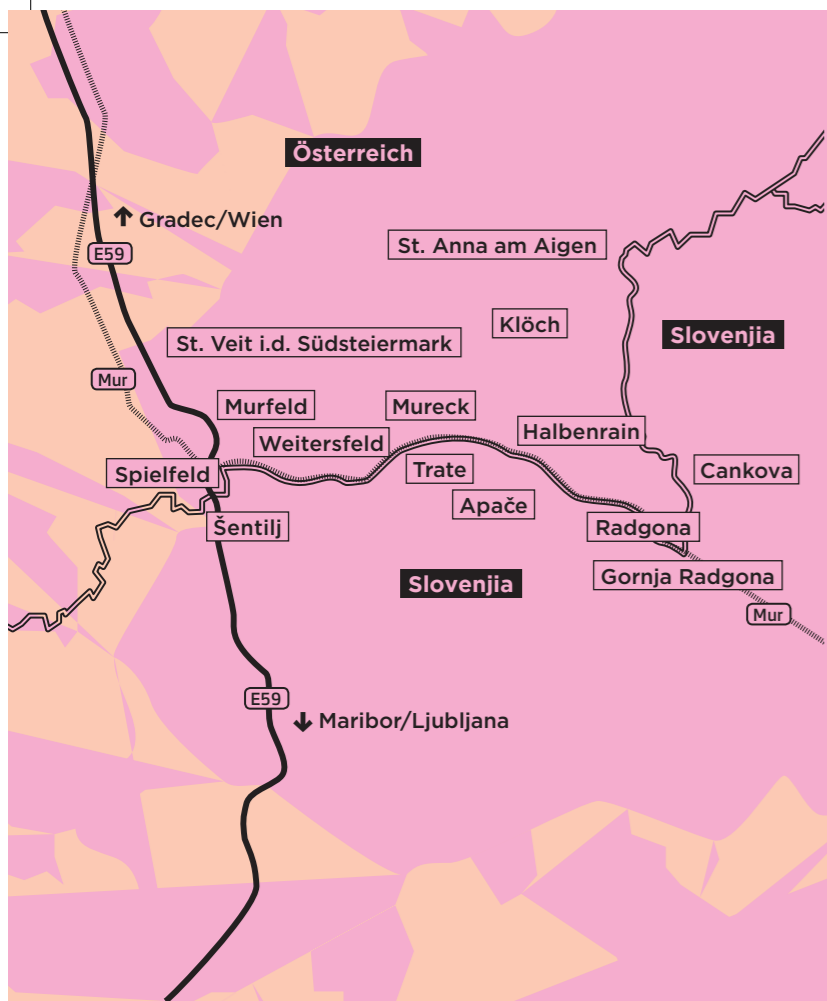 Österreich
↑ Gradec/Wien
St. Anna am Aigen
E59
Klöch
Slovenjia
St. Veit i.d. Südsteiermark
Mur
Murfeld
Mureck
Halbenrain
Weitersfeld
Spielfeld
Trate
Cankova
Apače
Šentilj
Radgona
Slovenjia
Gornja Radgona
Mur
E59
↓ Maribor/Ljubljana